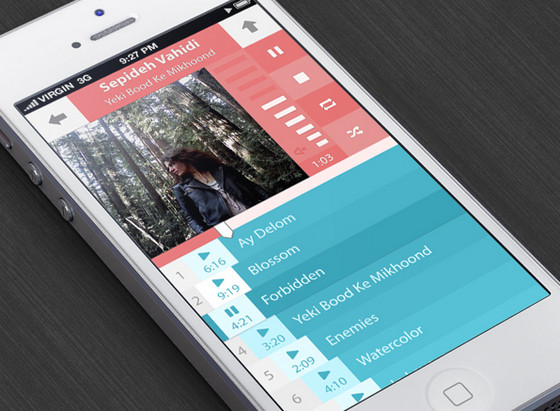 VIRGIN 3G 9:27 PM
Sepideh Vahidi
Yeki Bood Ke Mikhoond
1:03
1 6:16 Ay Delom
2 9:19 Blossom
4:21 Forbidden
4 3:20 Yeki Bood Ke Mikhoond
5 2:09 Enemies
6 4:10 Watercolor